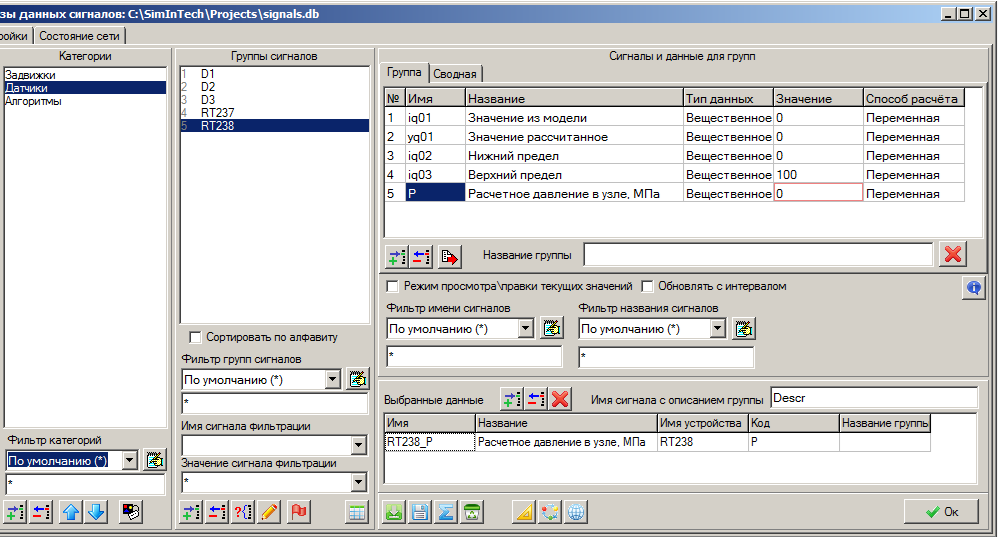 зы данных сигналов: C:\SimInTech\Projects\signals.db
ройки Состояние сети
Категории
Задвижки
Датчики
Алгоритмы
Фильтр категорий
По умолчанию (*)
*
Группы сигналов
1 D1
2 D2
3 D3
4 RT237
5 RT238
Сортировать по алфавиту
Фильтр групп сигналов
По умолчанию (*)
*
Имя сигнала фильтрации
Значение сигнала фильтрации
*
Сигналы и данные для групп
Группа Сводная
№ Имя Название Тип данных Значение Способ расчёта
1 iq01 Значение из модели Вещественное 0 Переменная
2 yq01 Значение рассчитанное Вещественное 0 Переменная
3 iq02 Нижний предел Вещественное 0 Переменная
4 iq03 Верхний предел Вещественное 100 Переменная
5 P Расчетное давление в узле, МПа Вещественное 0 Переменная
Название группы
Режим просмотра\правки текущих значений Обновлять с интервалом
Фильтр имени сигналов Фильтр названия сигналов
По умолчанию (*) По умолчанию (*)
* *
Выбранные данные Имя сигнала с описанием группы Descr
Имя Название Имя устройства Код Название группы
RT238_P Расчетное давление в узле, МПа RT238 P
Ок